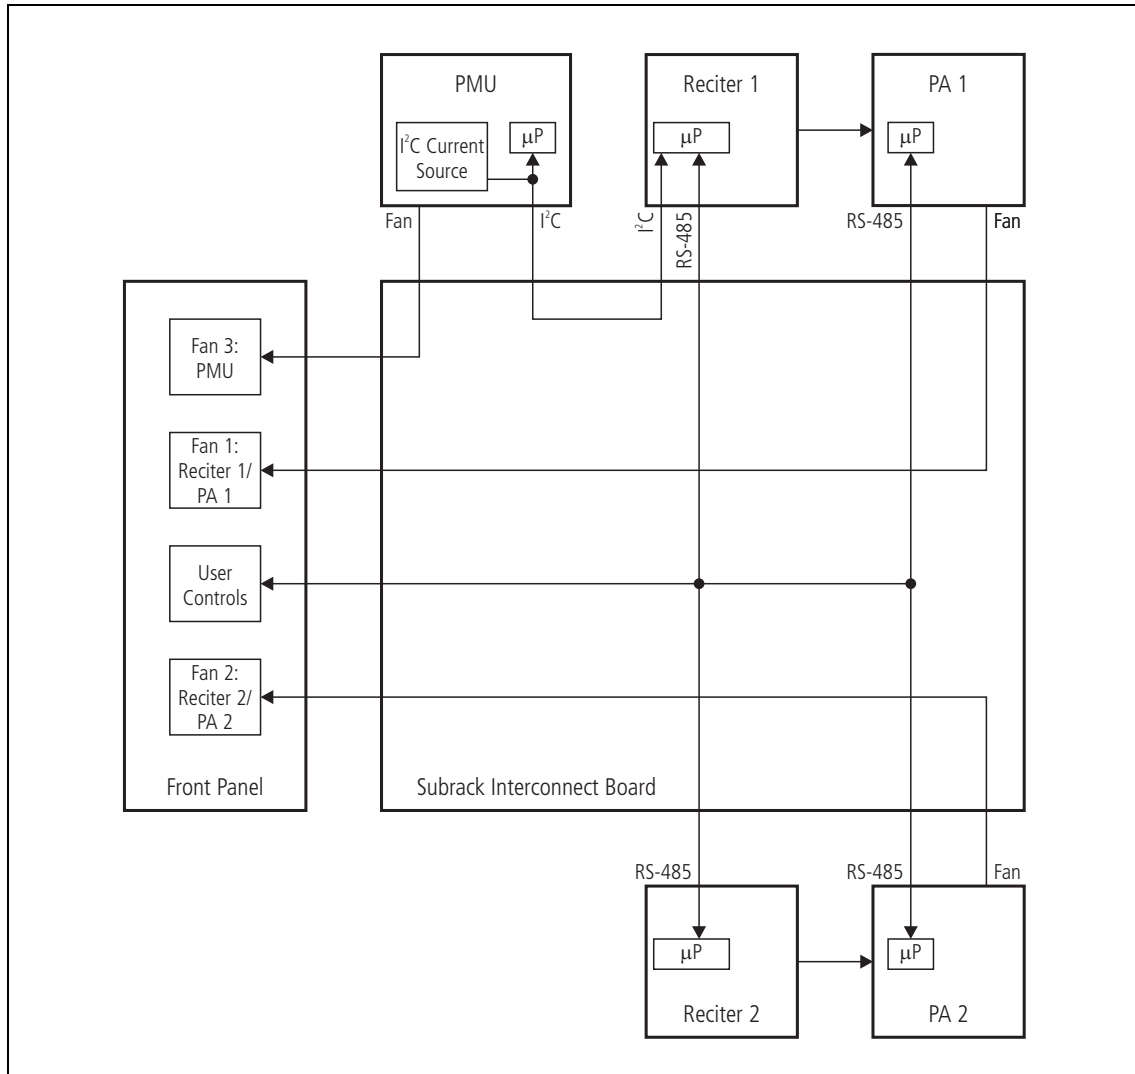 PMU
I²C Current
Source
μP
Reciter 1
μP
PA 1
μP
Fan
I²C
I²C
RS-485
RS-485
Fan
Fan 3:
PMU
Fan 1:
Reciter 1/
PA 1
User
Controls
Fan 2:
Reciter 2/
PA 2
Front Panel
Subrack Interconnect Board
RS-485
RS-485
Fan
μP
Reciter 2
μP
PA 2